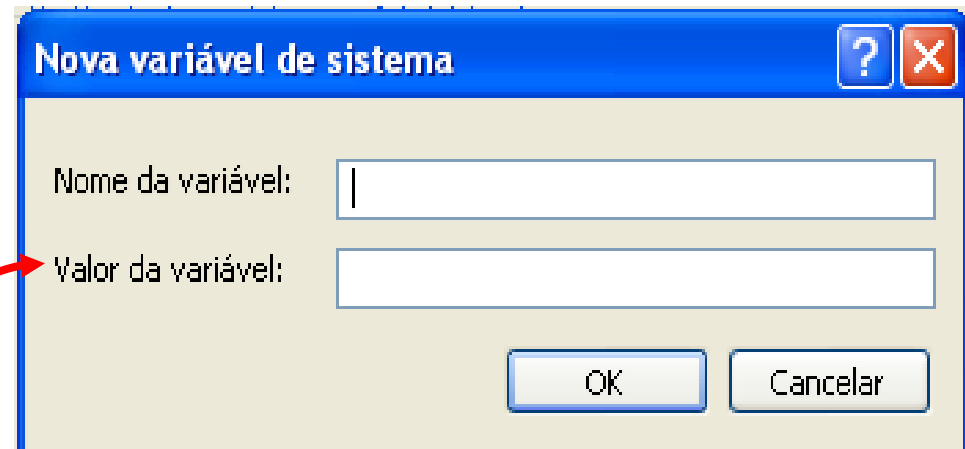 Nova variável de sistema
Nome da variável:
Valor da variável:
OK Cancelar